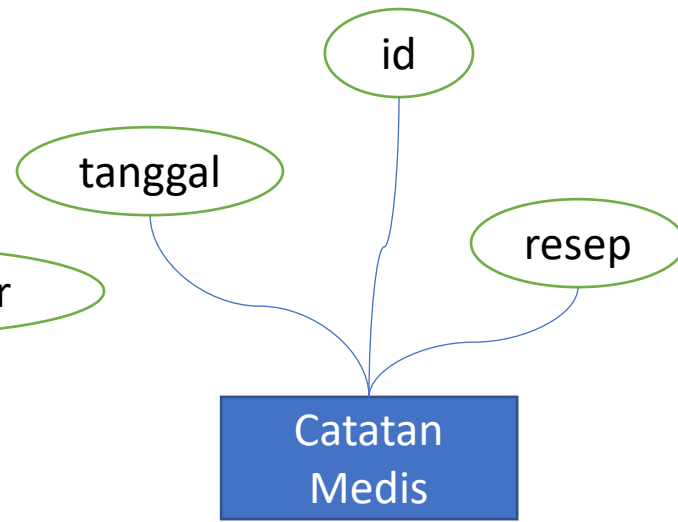 id
tanggal
resep
r
Catatan
Medis